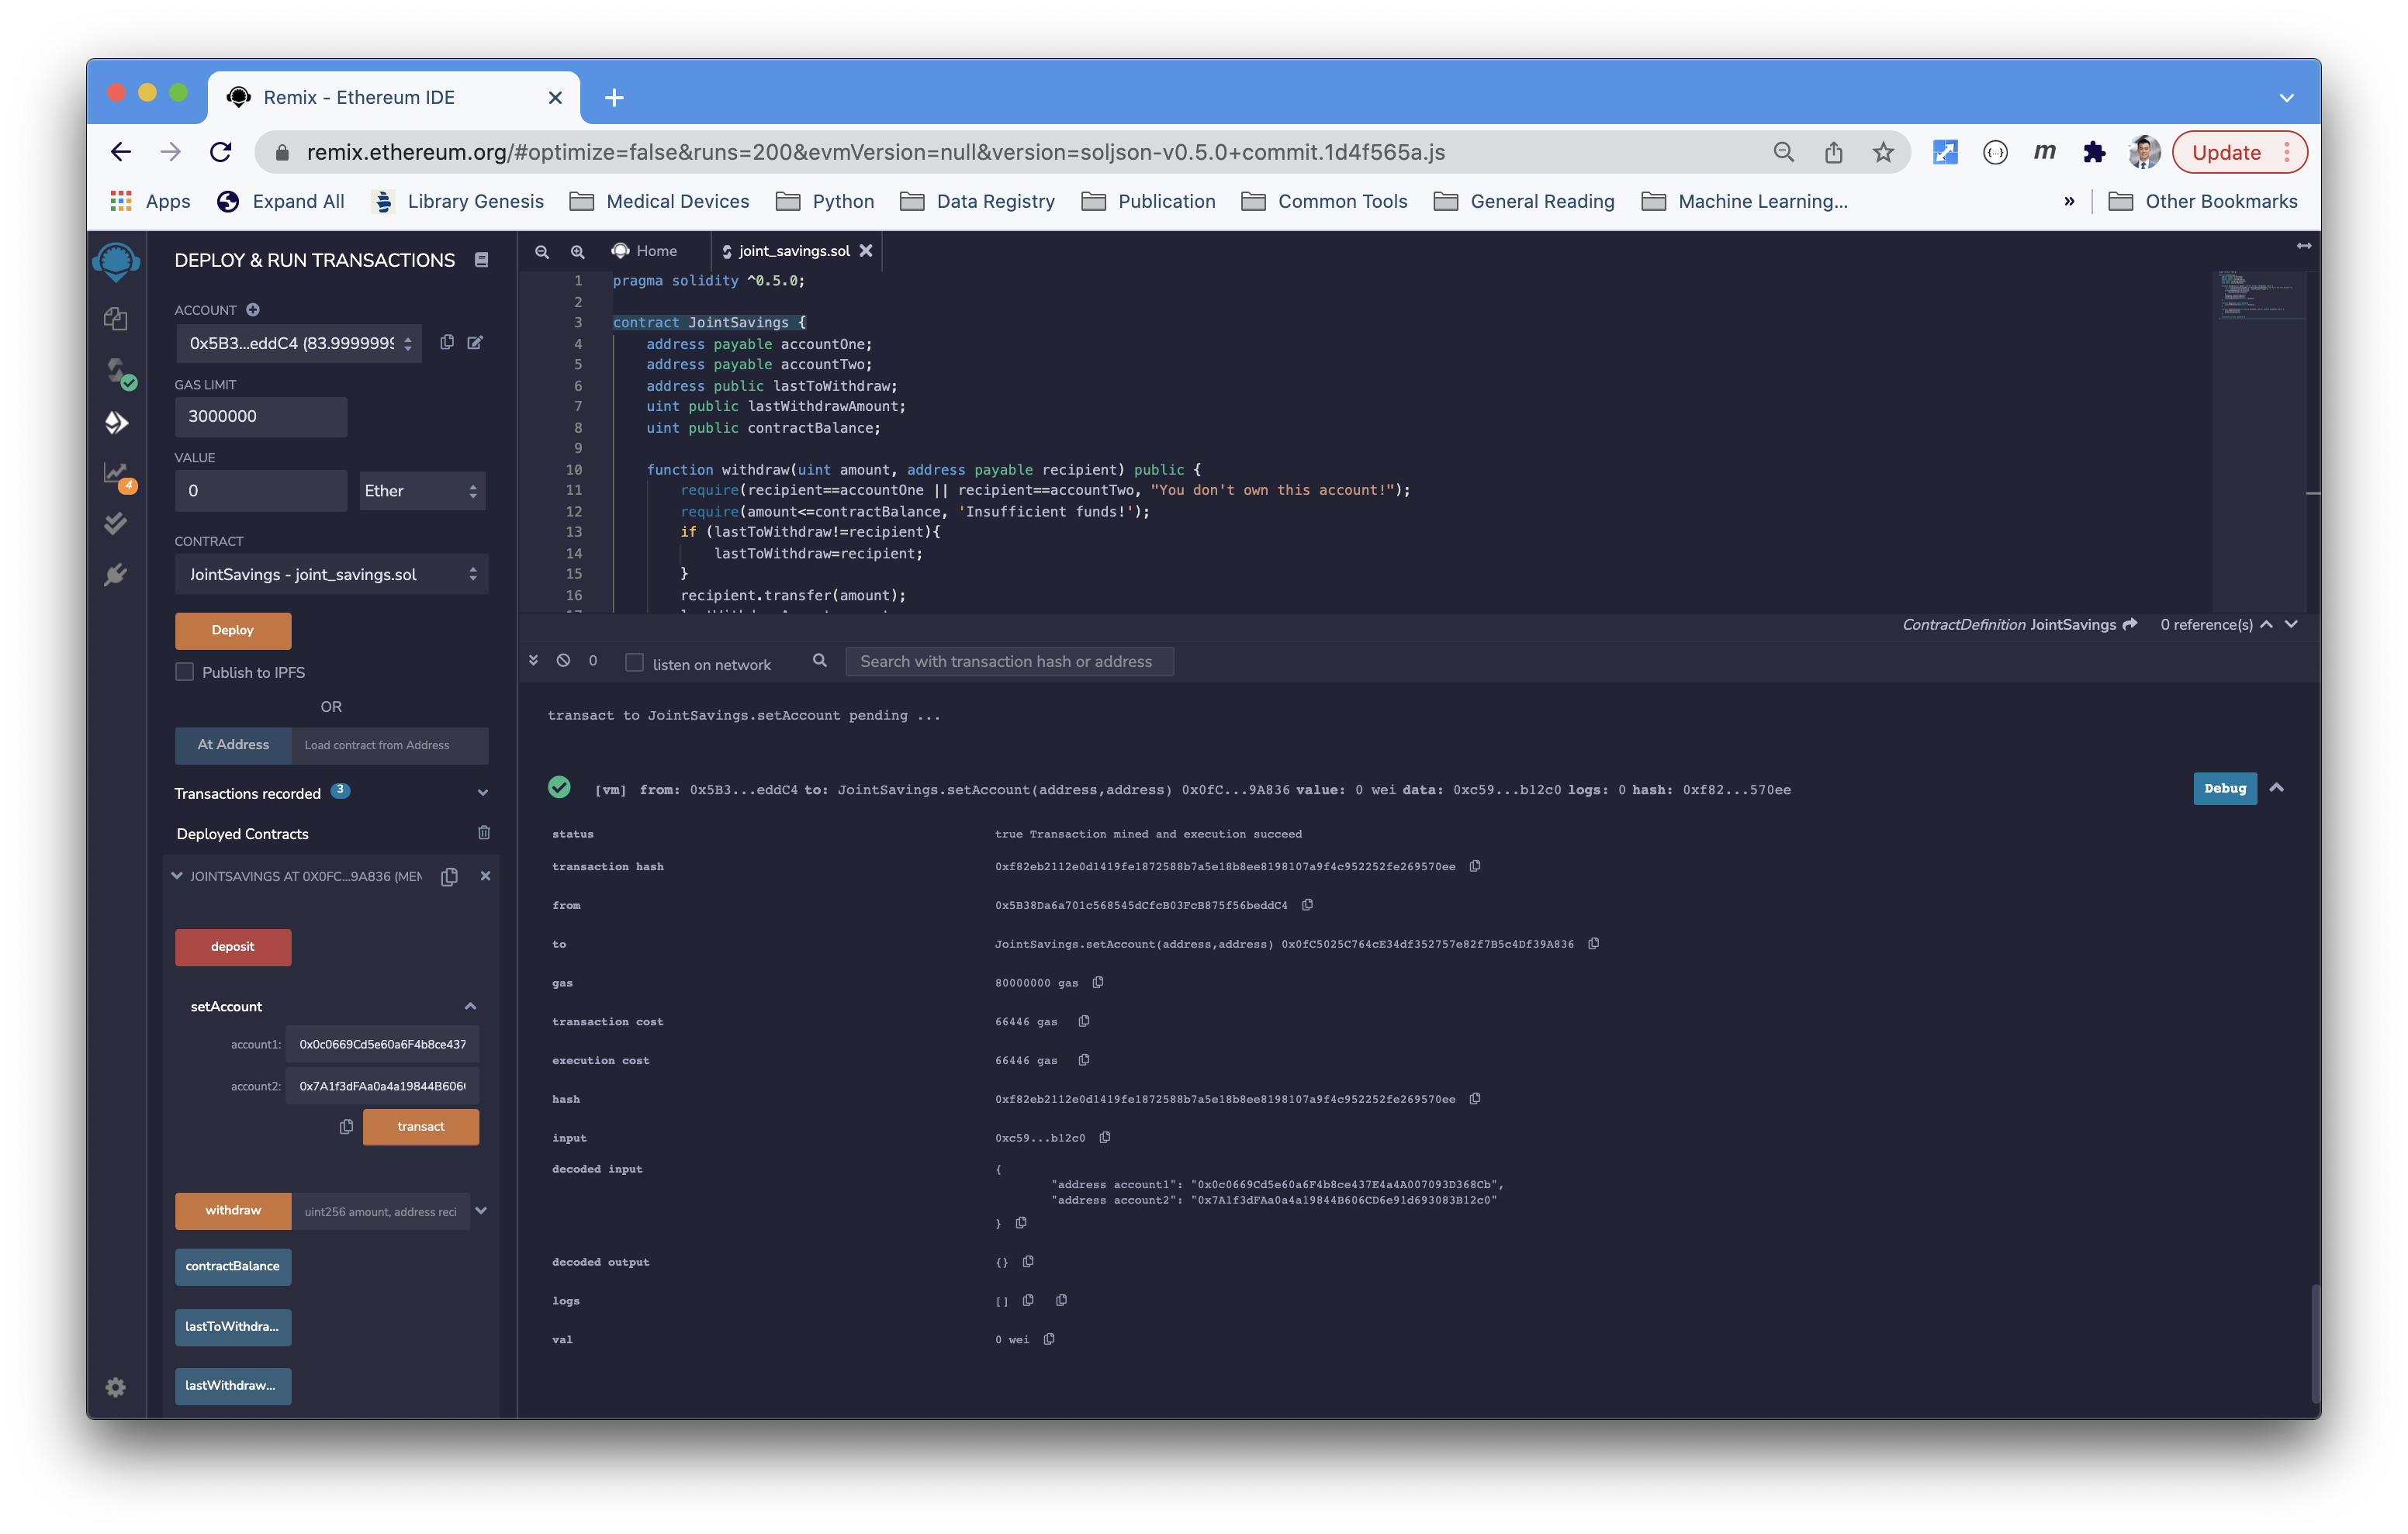 Remix - Ethereum IDE
remix.ethereum.org/#optimize=false&runs=200&evmVersion=null&version=soljson-v0.5.0+commit.1d4f565a.js
Update
Apps
Expand All
Library Genesis
Medical Devices
Python
Data Registry
Publication
Common Tools
General Reading
Machine Learning...
»
Other Bookmarks
DEPLOY & RUN TRANSACTIONS
ACCOUNT
0x5B3...eddC4 (83.9999999
GAS LIMIT
3000000
VALUE
0
Ether
CONTRACT
JointSavings - joint_savings.sol
Deploy
Publish to IPFS
OR
At Address
Load contract from Address
Transactions recorded 3
Deployed Contracts
JOINTSAVINGS AT 0X0FC...9A836 (MEM
deposit
setAccount
account1: 0x0c0669Cd5e60a6F4b8ce437
account2: 0x7A1f3dFAa0a4a19844B606
transact
withdraw
uint256 amount, address reci
contractBalance
lastToWithdra...
lastWithdraw...
4
Home
joint_savings.sol
1 pragma solidity ^0.5.0;
2
3 contract JointSavings {
4 address payable accountOne;
5 address payable accountTwo;
6 address public lastToWithdraw;
7 uint public lastWithdrawAmount;
8 uint public contractBalance;
9
10 function withdraw(uint amount, address payable recipient) public {
11 require(recipient==accountOne || recipient==accountTwo, "You don't own this account!");
12 require(amount<=contractBalance, 'Insufficient funds!');
13 if (lastToWithdraw!=recipient){
14 lastToWithdraw=recipient;
15 }
16 recipient.transfer(amount);
ContractDefinition JointSavings
0 reference(s)
0
listen on network
Search with transaction hash or address
transact to JointSavings.setAccount pending ...
[vm] from: 0x5B3...eddC4 to: JointSavings.setAccount(address,address) 0x0fC...9A836 value: 0 wei data: 0xc59...b12c0 logs: 0 hash: 0xf82...570ee
Debug
status true Transaction mined and execution succeed
transaction hash 0xf82eb2112e0d1419fe1872588b7a5e18b8ee8198107a9f4c952252fe269570ee
from 0x5B38Da6a701c568545dCfcB03FcB875f56beddC4
to JointSavings.setAccount(address,address) 0x0fC5025C764cE34df352757e82f7B5c4Df39A836
gas 80000000 gas
transaction cost 66446 gas
execution cost 66446 gas
hash 0xf82eb2112e0d1419fe1872588b7a5e18b8ee8198107a9f4c952252fe269570ee
input 0xc59...b12c0
decoded input {
"address account1": "0x0c0669Cd5e60a6F4b8ce437E4a4A007093D368Cb",
"address account2": "0x7A1f3dFAa0a4a19844B606CD6e91d693083B12c0"
}
decoded output {}
logs []
val 0 wei